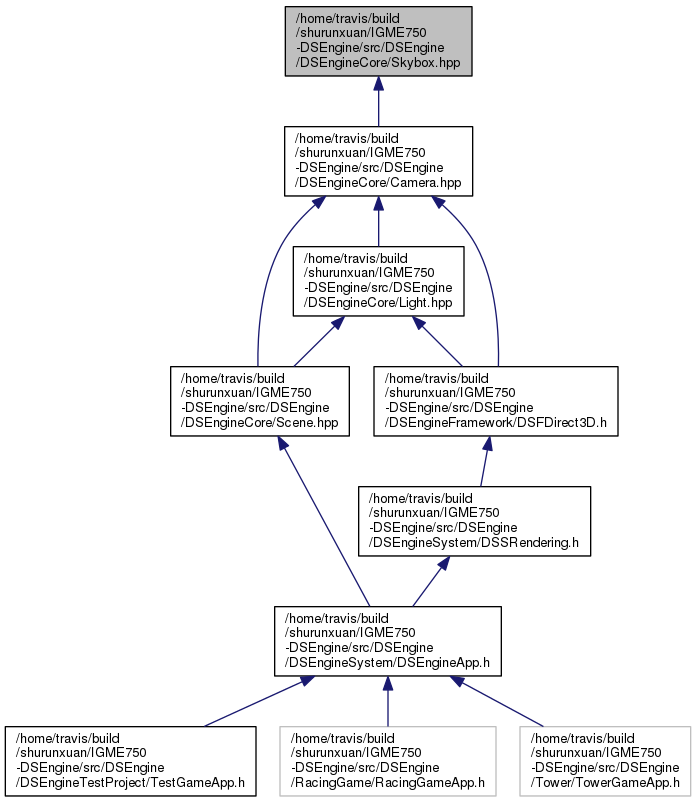 /home/travis/build
/shurunxuan/IGME750
-DSEngine/src/DSEngine
/DSEngineCore/Skybox.hpp
/home/travis/build
/shurunxuan/IGME750
-DSEngine/src/DSEngine
/DSEngineCore/Camera.hpp
/home/travis/build
/shurunxuan/IGME750
-DSEngine/src/DSEngine
/DSEngineCore/Light.hpp
/home/travis/build
/shurunxuan/IGME750
-DSEngine/src/DSEngine
/DSEngineCore/Scene.hpp
/home/travis/build
/shurunxuan/IGME750
-DSEngine/src/DSEngine
/DSEngineFramework/DSFDirect3D.h
/home/travis/build
/shurunxuan/IGME750
-DSEngine/src/DSEngine
/DSEngineSystem/DSSRendering.h
/home/travis/build
/shurunxuan/IGME750
-DSEngine/src/DSEngine
/DSEngineSystem/DSEngineApp.h
/home/travis/build
/shurunxuan/IGME750
-DSEngine/src/DSEngine
/DSEngineTestProject/TestGameApp.h
/home/travis/build
/shurunxuan/IGME750
-DSEngine/src/DSEngine
/RacingGame/RacingGameApp.h
/home/travis/build
/shurunxuan/IGME750
-DSEngine/src/DSEngine
/Tower/TowerGameApp.h